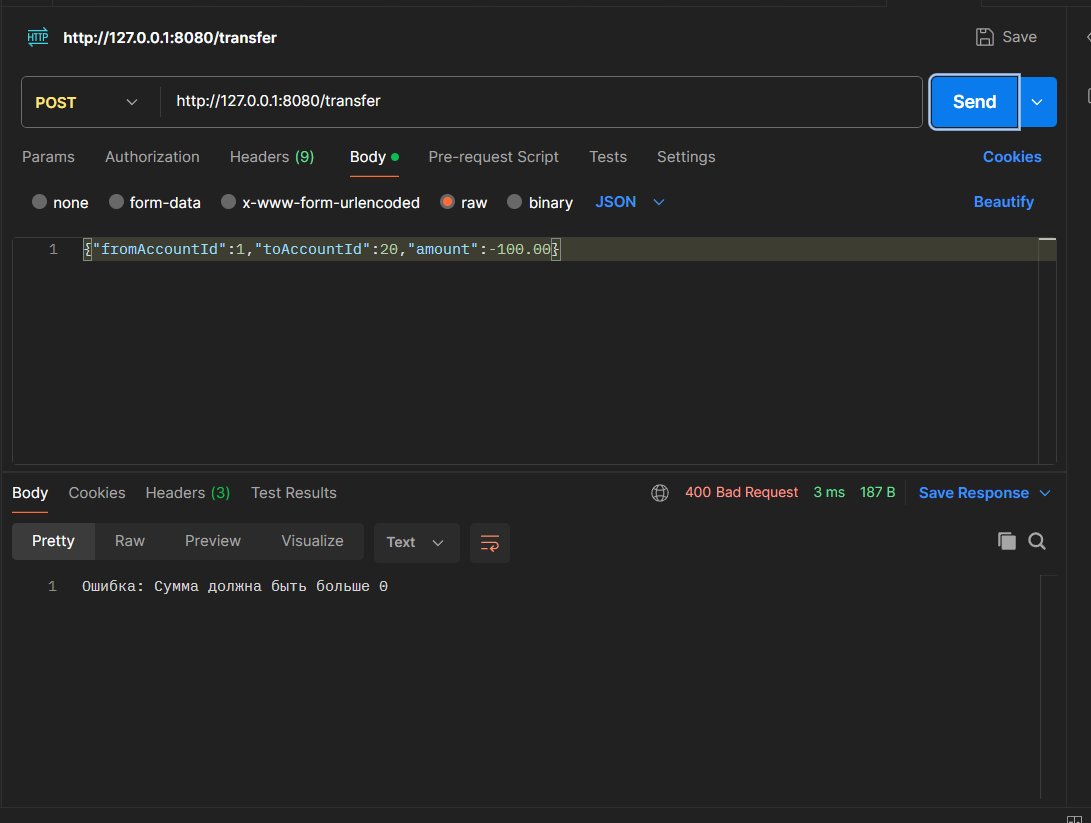 HTTP http://127.0.0.1:8080/transfer Save
POST http://127.0.0.1:8080/transfer Send
Params Authorization Headers (9) Body Pre-request Script Tests Settings Cookies
none form-data x-www-form-urlencoded raw binary JSON Beautify
1 {"fromAccountId":1,"toAccountId":20,"amount":-100.00}
Body Cookies Headers (3) Test Results 400 Bad Request 3 ms 187 B Save Response
Pretty Raw Preview Visualize Text
1 Ошибка: Сумма должна быть больше 0